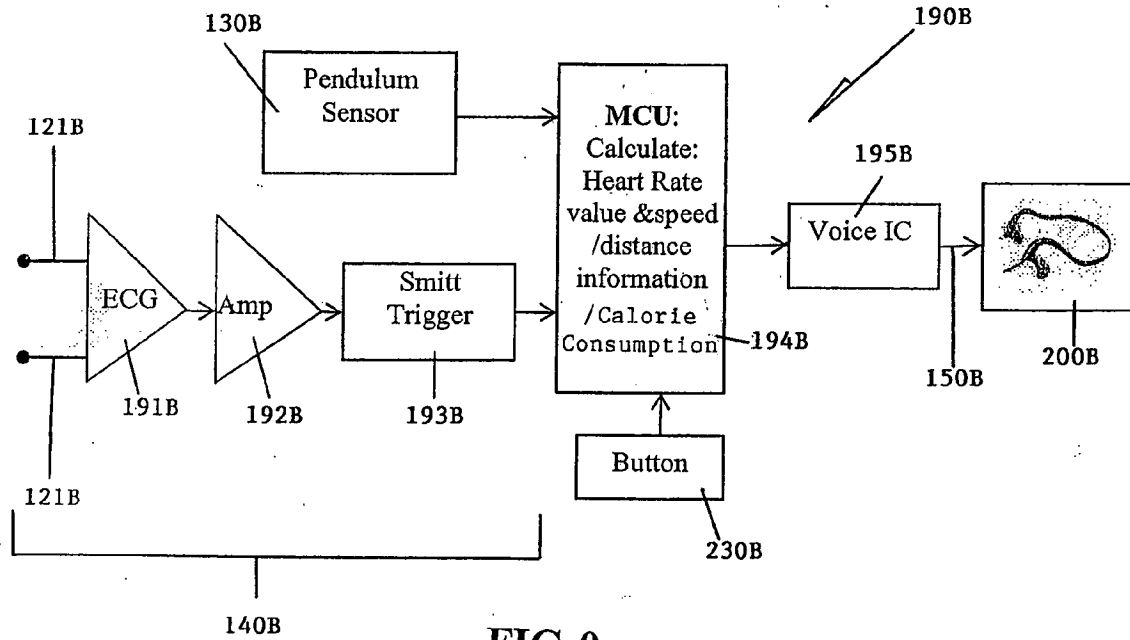 130B
190B
Pendulum
Sensor
121B
MCU:
Calculate:
Heart Rate
value &speed
/distance
information
/Calorie
Consumption
195B
Voice IC
ECG
Amp
Smitt
Trigger
194B
200B
150B
191B
192B
193B
Button
121B
230B
140B